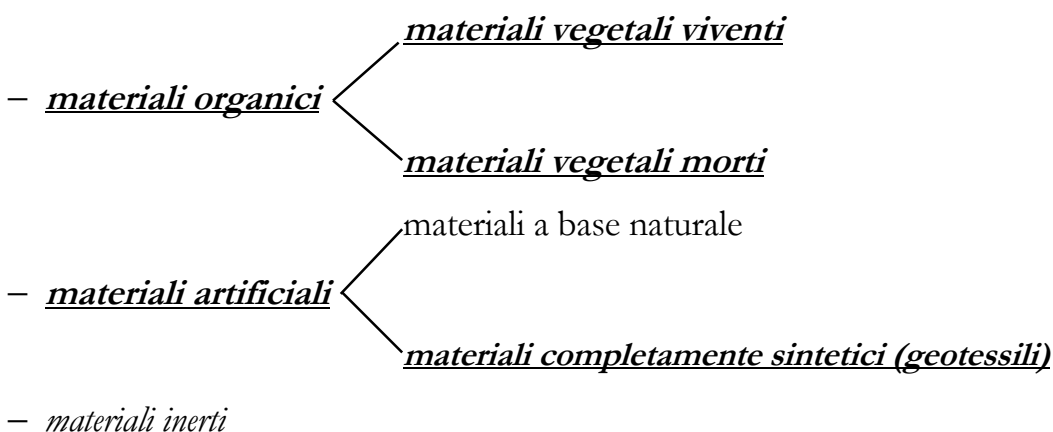 materiali vegetali viventi
– materiali organici
materiali vegetali morti
materiali a base naturale
– materiali artificiali
materiali completamente sintetici (geotessili)
– materiali inerti